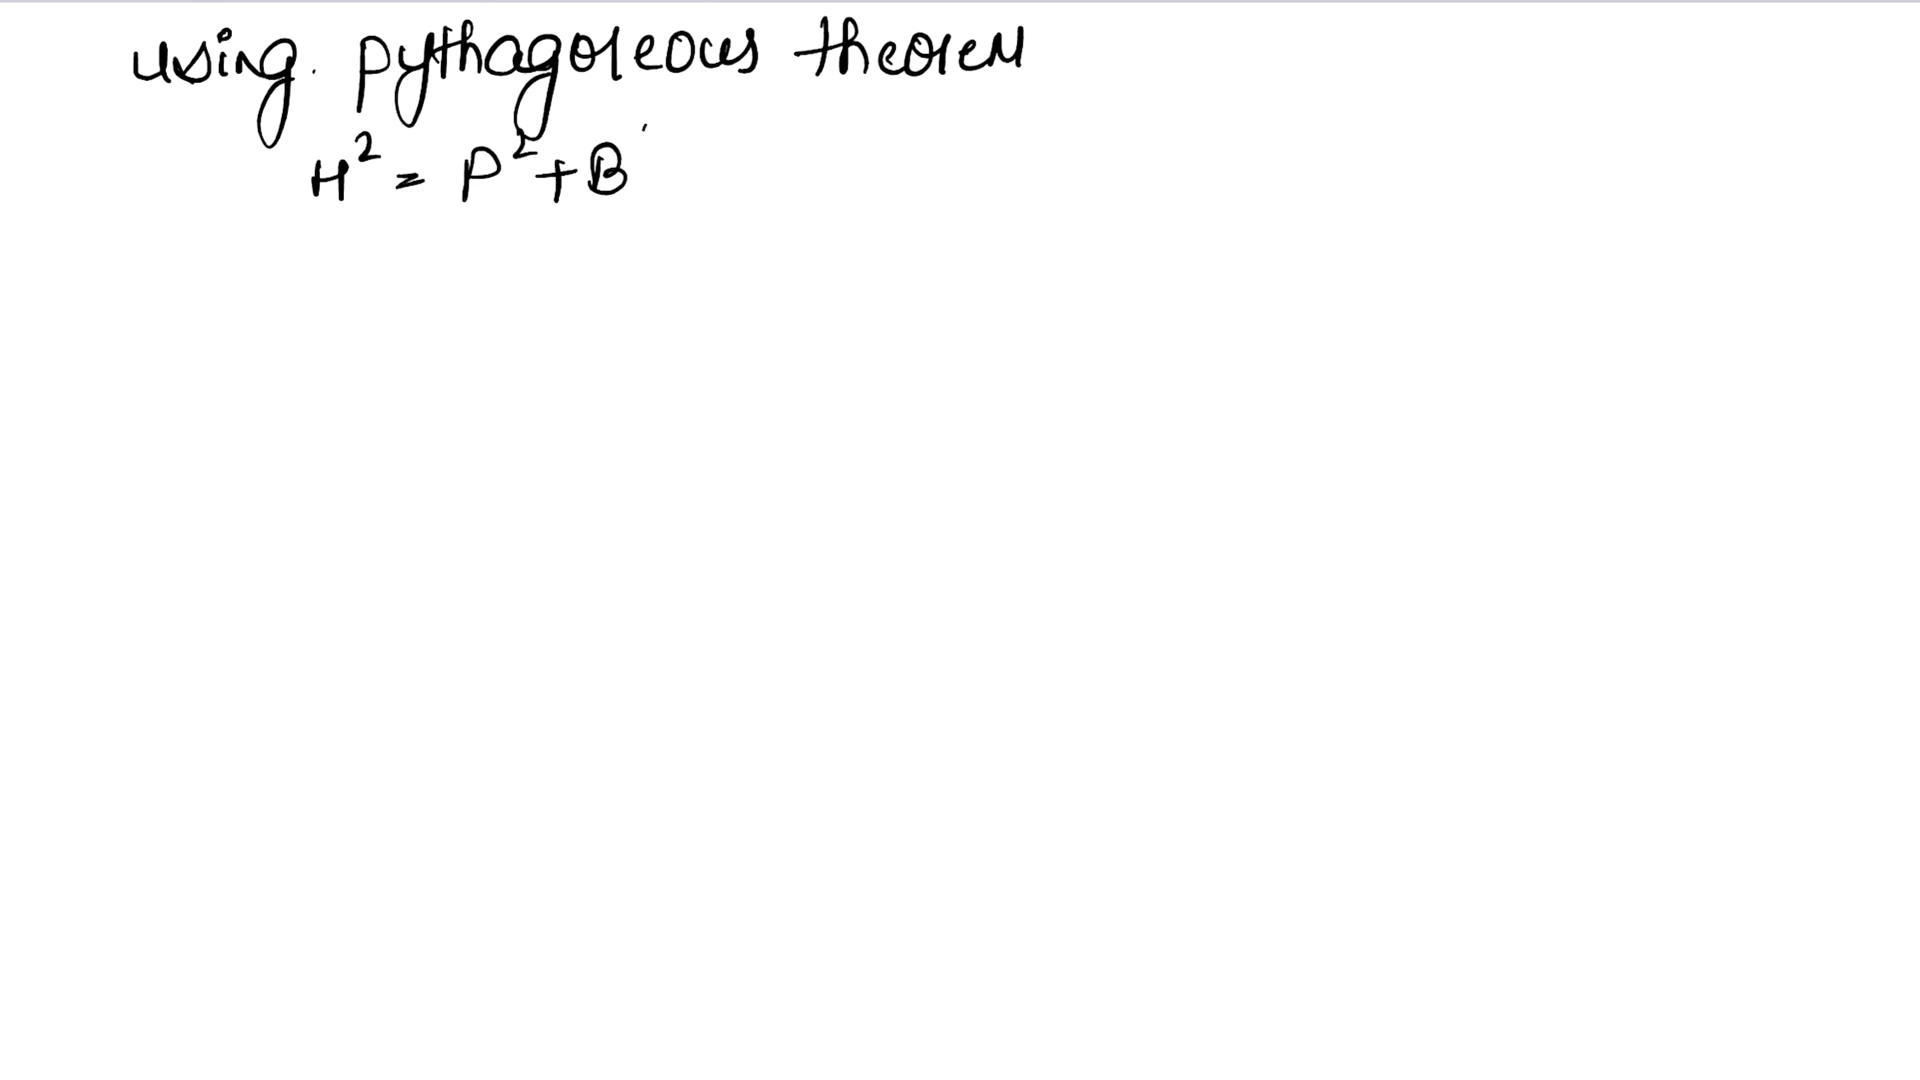 using pythagoreous theorem
H² = P² + B